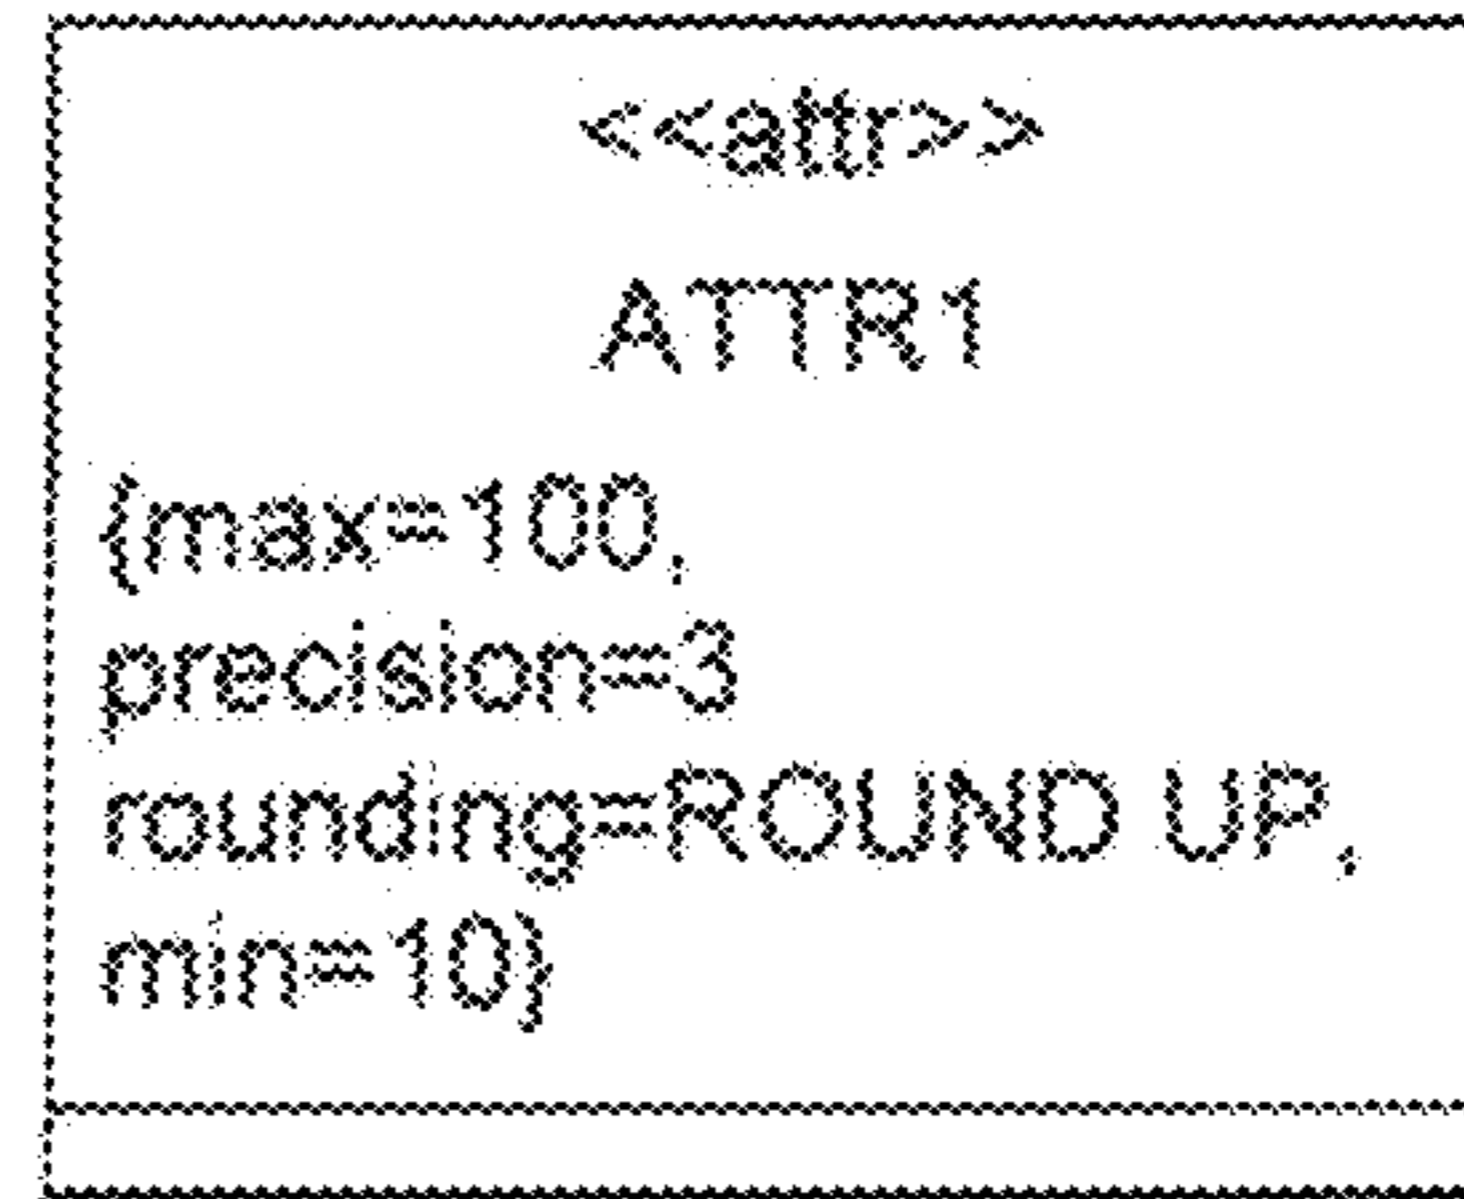 <<attr>>
ATTR1
{max=100,
precision=3
rounding=ROUND UP,
min=10}